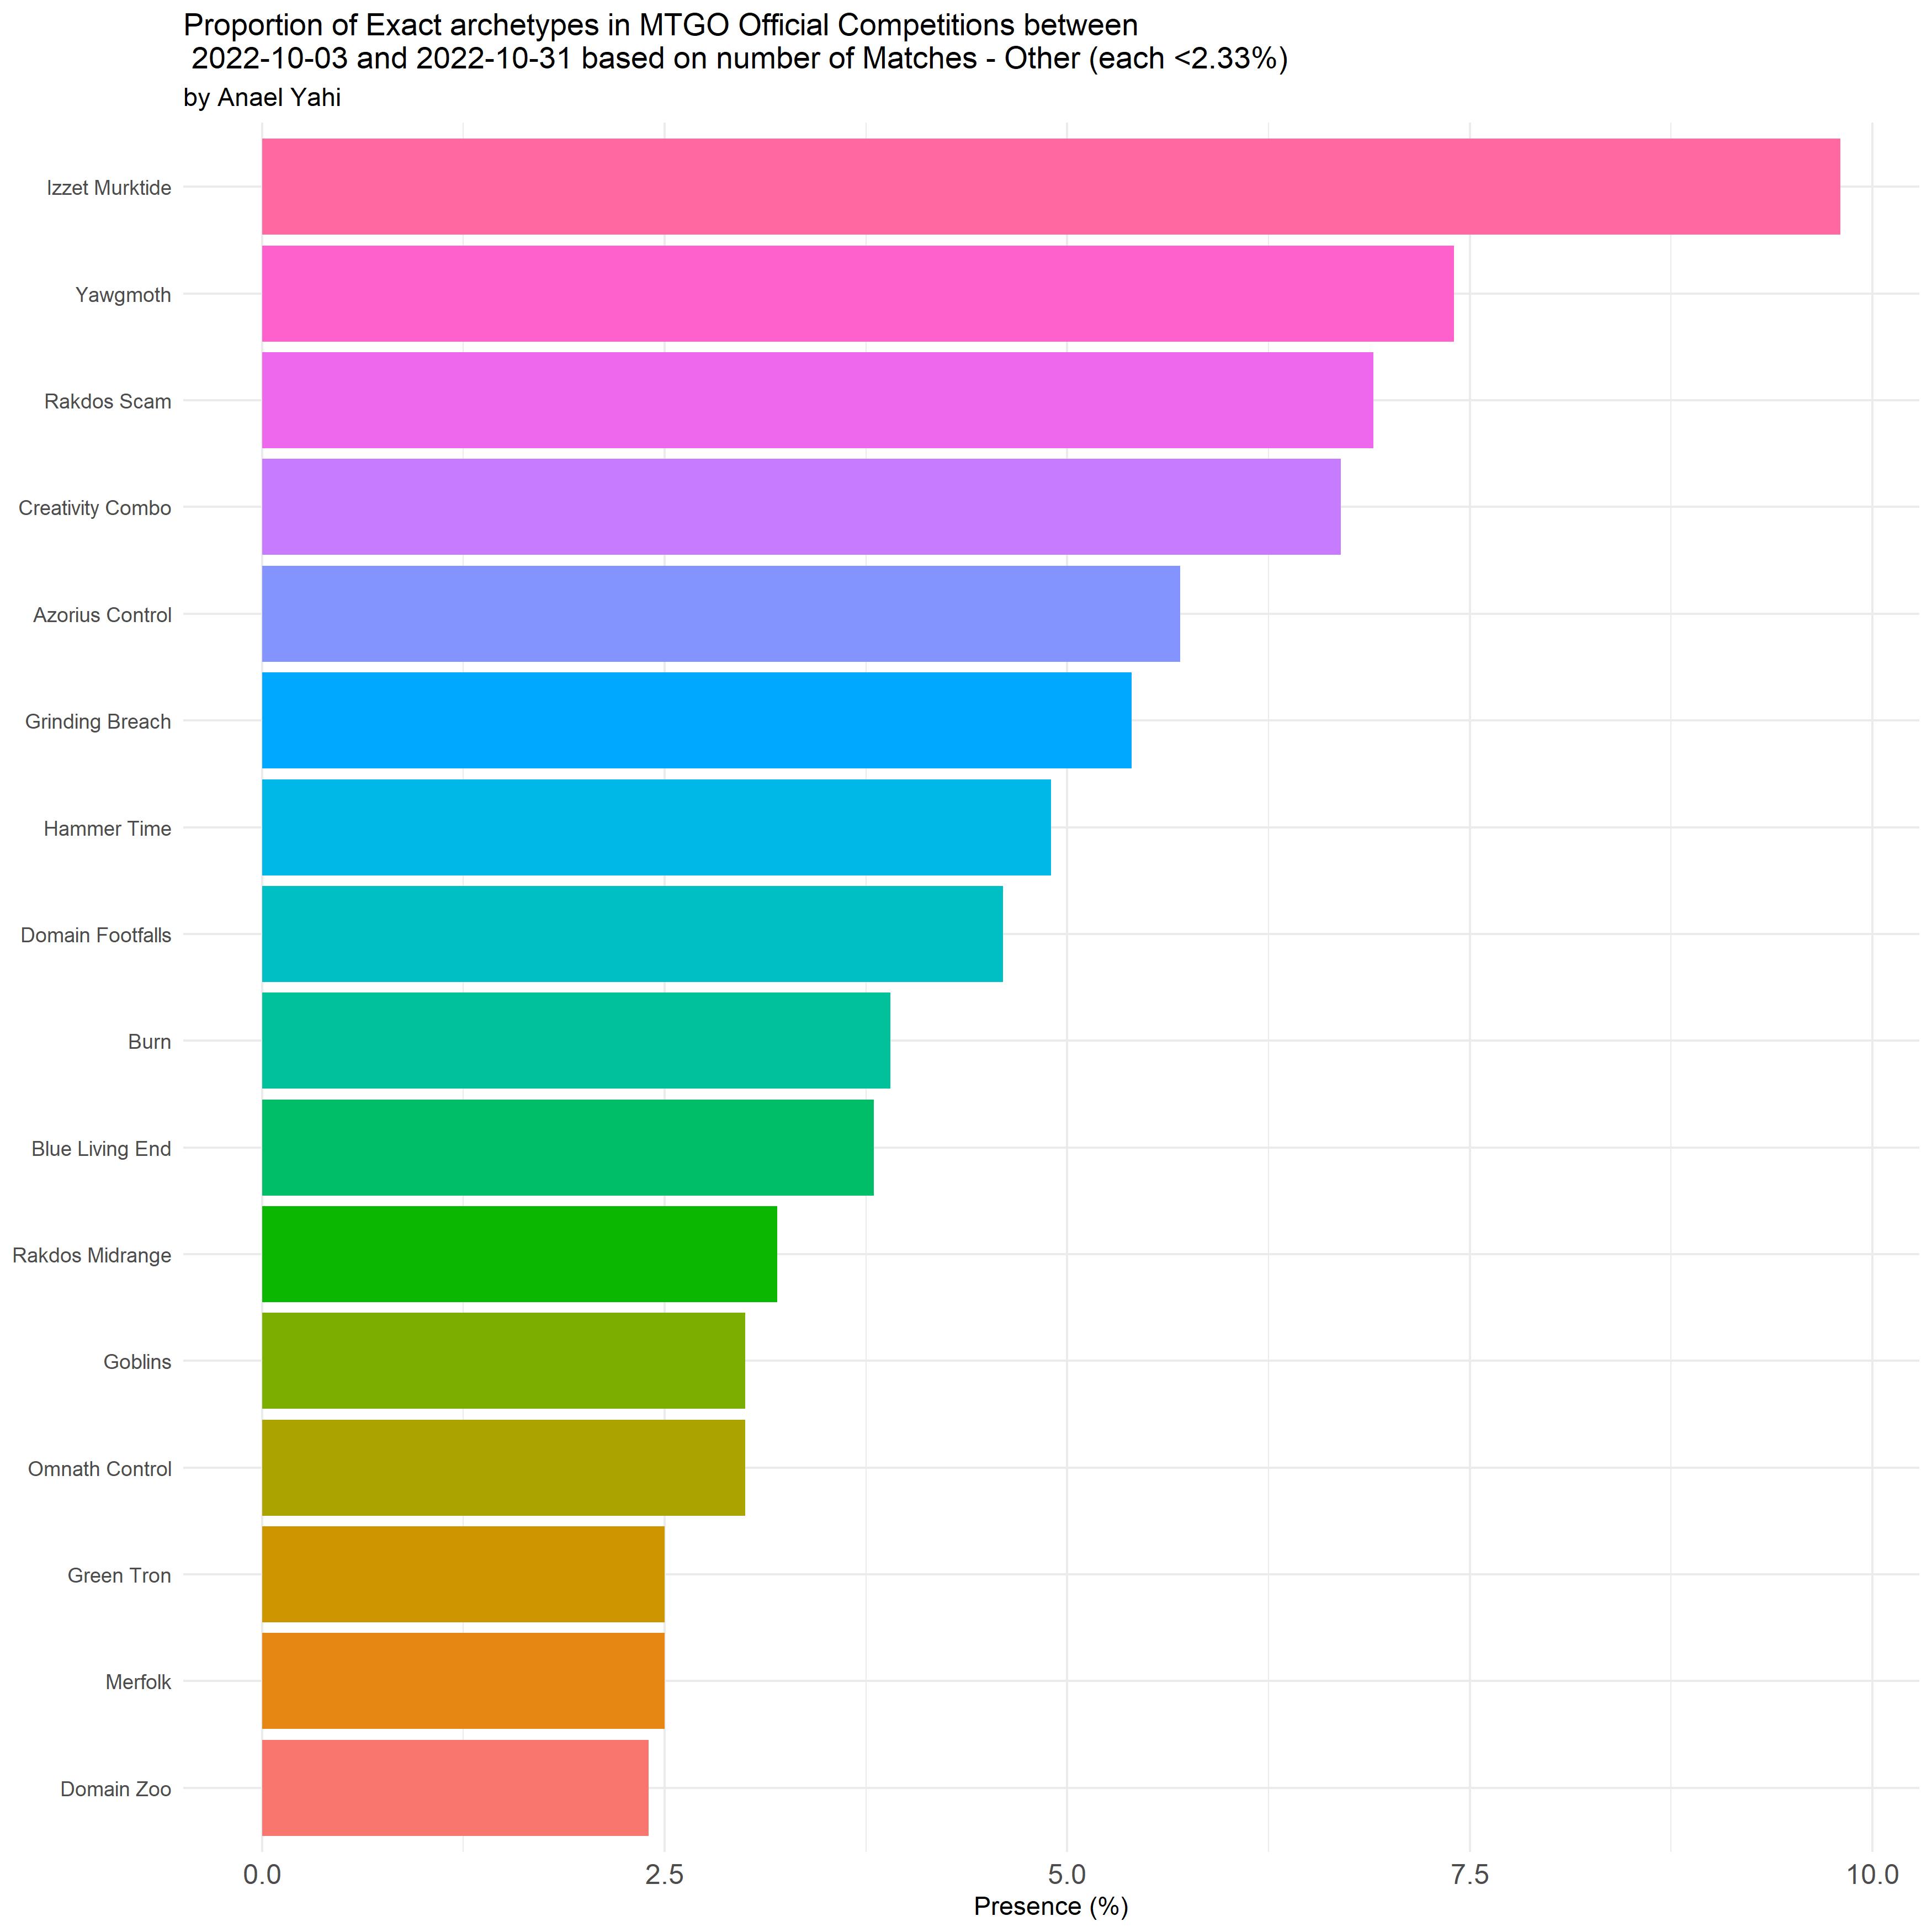 Proportion of Exact archetypes in MTGO Official Competitions between
2022-10-03 and 2022-10-31 based on number of Matches - Other (each <2.33%)
by Anael Yahi
Izzet Murktide
Yawgmoth
Rakdos Scam
Creativity Combo
Azorius Control
Grinding Breach
Hammer Time
Domain Footfalls
Burn
Blue Living End
Rakdos Midrange
Goblins
Omnath Control
Green Tron
Merfolk
Domain Zoo
0.0 2.5 5.0 7.5 10.0
Presence (%)